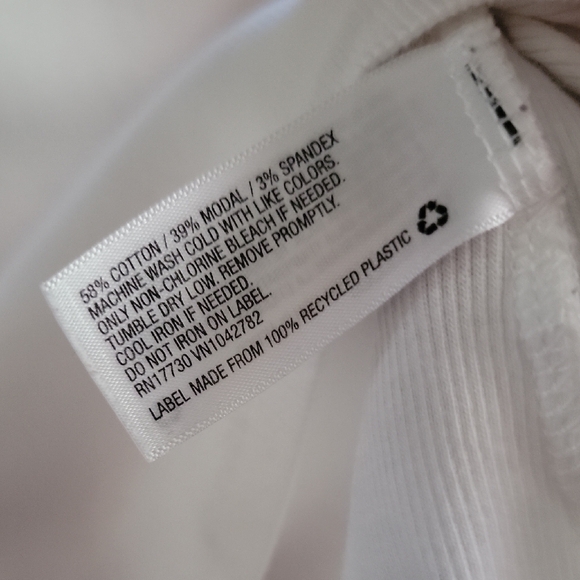 58% COTTON / 39% MODAL / 3% SPANDEX
MACHINE WASH COLD WITH LIKE COLORS.
ONLY NON-CHLORINE BLEACH IF NEEDED.
TUMBLE DRY LOW. REMOVE PROMPTLY.
COOL IRON IF NEEDED.
DO NOT IRON ON LABEL.
RN17730 VN1042782
LABEL MADE FROM 100% RECYCLED PLASTIC